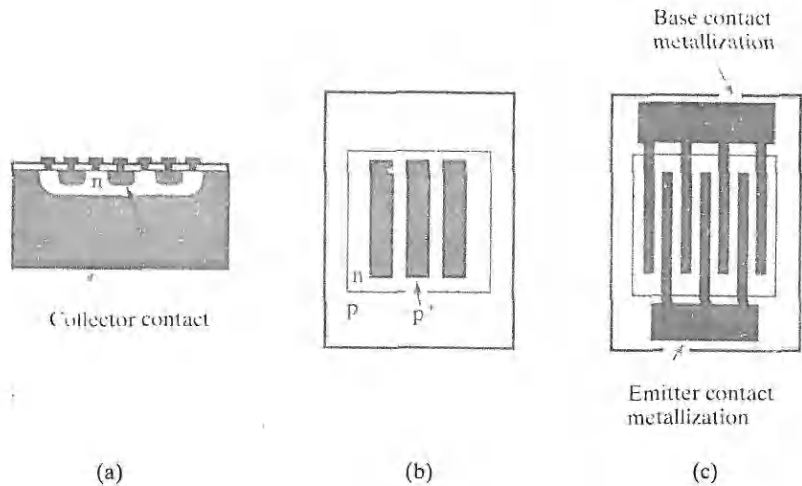 Base contact
metallization
n
Collector contact
n
p
p+
Emitter contact
metallization
(a)
(b)
(c)